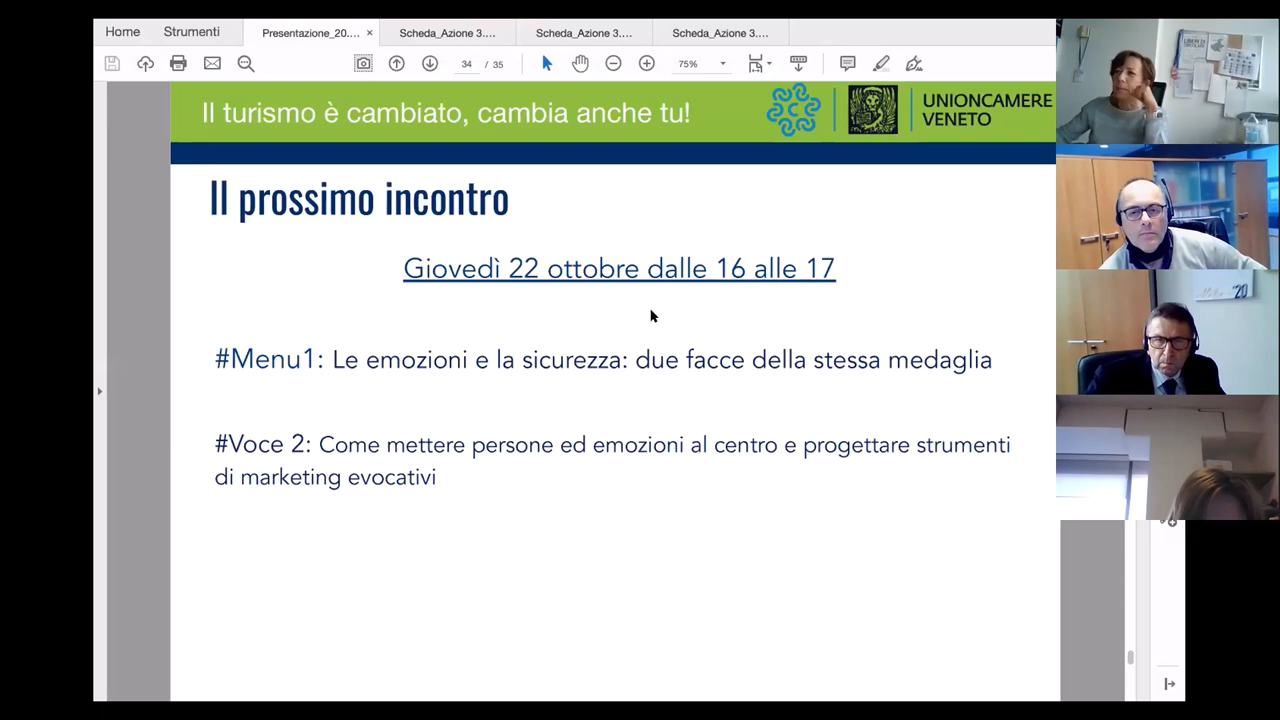 Home
Strumenti
Presentazione_20.... ×
Scheda_Azione 3....
Scheda_Azione 3....
Scheda_Azione 3....
34 / 35
75%
Il turismo è cambiato, cambia anche tu!
UNIONCAMERE
VENETO
Il prossimo incontro
Giovedì 22 ottobre dalle 16 alle 17
#Menu1: Le emozioni e la sicurezza: due facce della stessa medaglia
#Voce 2: Come mettere persone ed emozioni al centro e progettare strumenti
di marketing evocativi